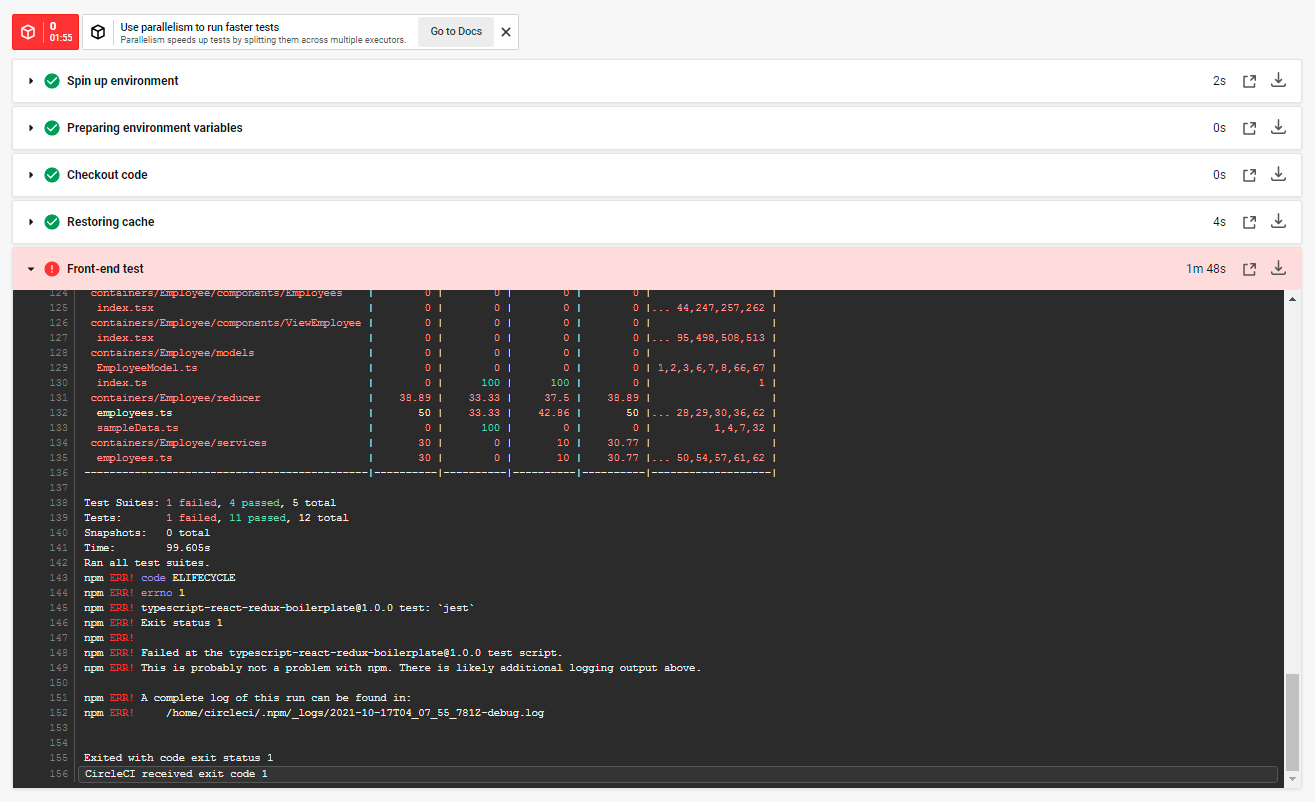 0
01:55
Use parallelism to run faster tests
Parallelism speeds up tests by splitting them across multiple executors.
Go to Docs
Spin up environment 2s
Preparing environment variables 0s
Checkout code 0s
Restoring cache 4s
Front-end test 1m 48s
124 containers/Employee/components/Employees | 0 | 0 | 0 | 0 | |
125 index.tsx | 0 | 0 | 0 | 0 |... 44,247,257,262 |
126 containers/Employee/components/ViewEmployee | 0 | 0 | 0 | 0 | |
127 index.tsx | 0 | 0 | 0 | 0 |... 95,498,508,513 |
128 containers/Employee/models | 0 | 0 | 0 | 0 | |
129 EmployeeModel.ts | 0 | 0 | 0 | 0 | 1,2,3,6,7,8,66,67 |
130 index.ts | 0 | 100 | 100 | 0 | 1 |
131 containers/Employee/reducer | 38.89 | 33.33 | 37.5 | 38.89 | |
132 employees.ts | 50 | 33.33 | 42.86 | 50 |... 28,29,30,36,62 |
133 sampleData.ts | 0 | 100 | 0 | 0 | 1,4,7,32 |
134 containers/Employee/services | 30 | 0 | 10 | 30.77 | |
135 employees.ts | 30 | 0 | 10 | 30.77 |... 50,54,57,61,62 |
136 ---------------------------------------------|----------|----------|----------|----------|-------------------|
137
138 Test Suites: 1 failed, 4 passed, 5 total
139 Tests: 1 failed, 11 passed, 12 total
140 Snapshots: 0 total
141 Time: 99.605s
142 Ran all test suites.
143 npm ERR! code ELIFECYCLE
144 npm ERR! errno 1
145 npm ERR! typescript-react-redux-boilerplate@1.0.0 test: `jest`
146 npm ERR! Exit status 1
147 npm ERR!
148 npm ERR! Failed at the typescript-react-redux-boilerplate@1.0.0 test script.
149 npm ERR! This is probably not a problem with npm. There is likely additional logging output above.
150
151 npm ERR! A complete log of this run can be found in:
152 npm ERR! /home/circleci/.npm/_logs/2021-10-17T04_07_55_781Z-debug.log
153
154
155 Exited with code exit status 1
156 CircleCI received exit code 1